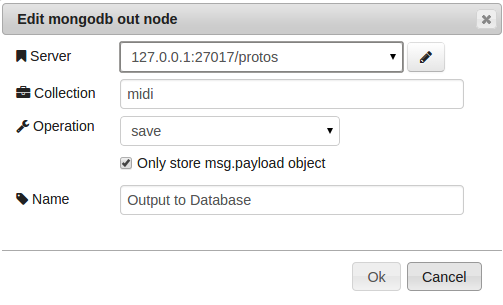 Edit mongodb out node
Server 127.0.0.1:27017/protos
Collection midi
Operation save
Only store msg.payload object
Name Output to Database
Ok Cancel